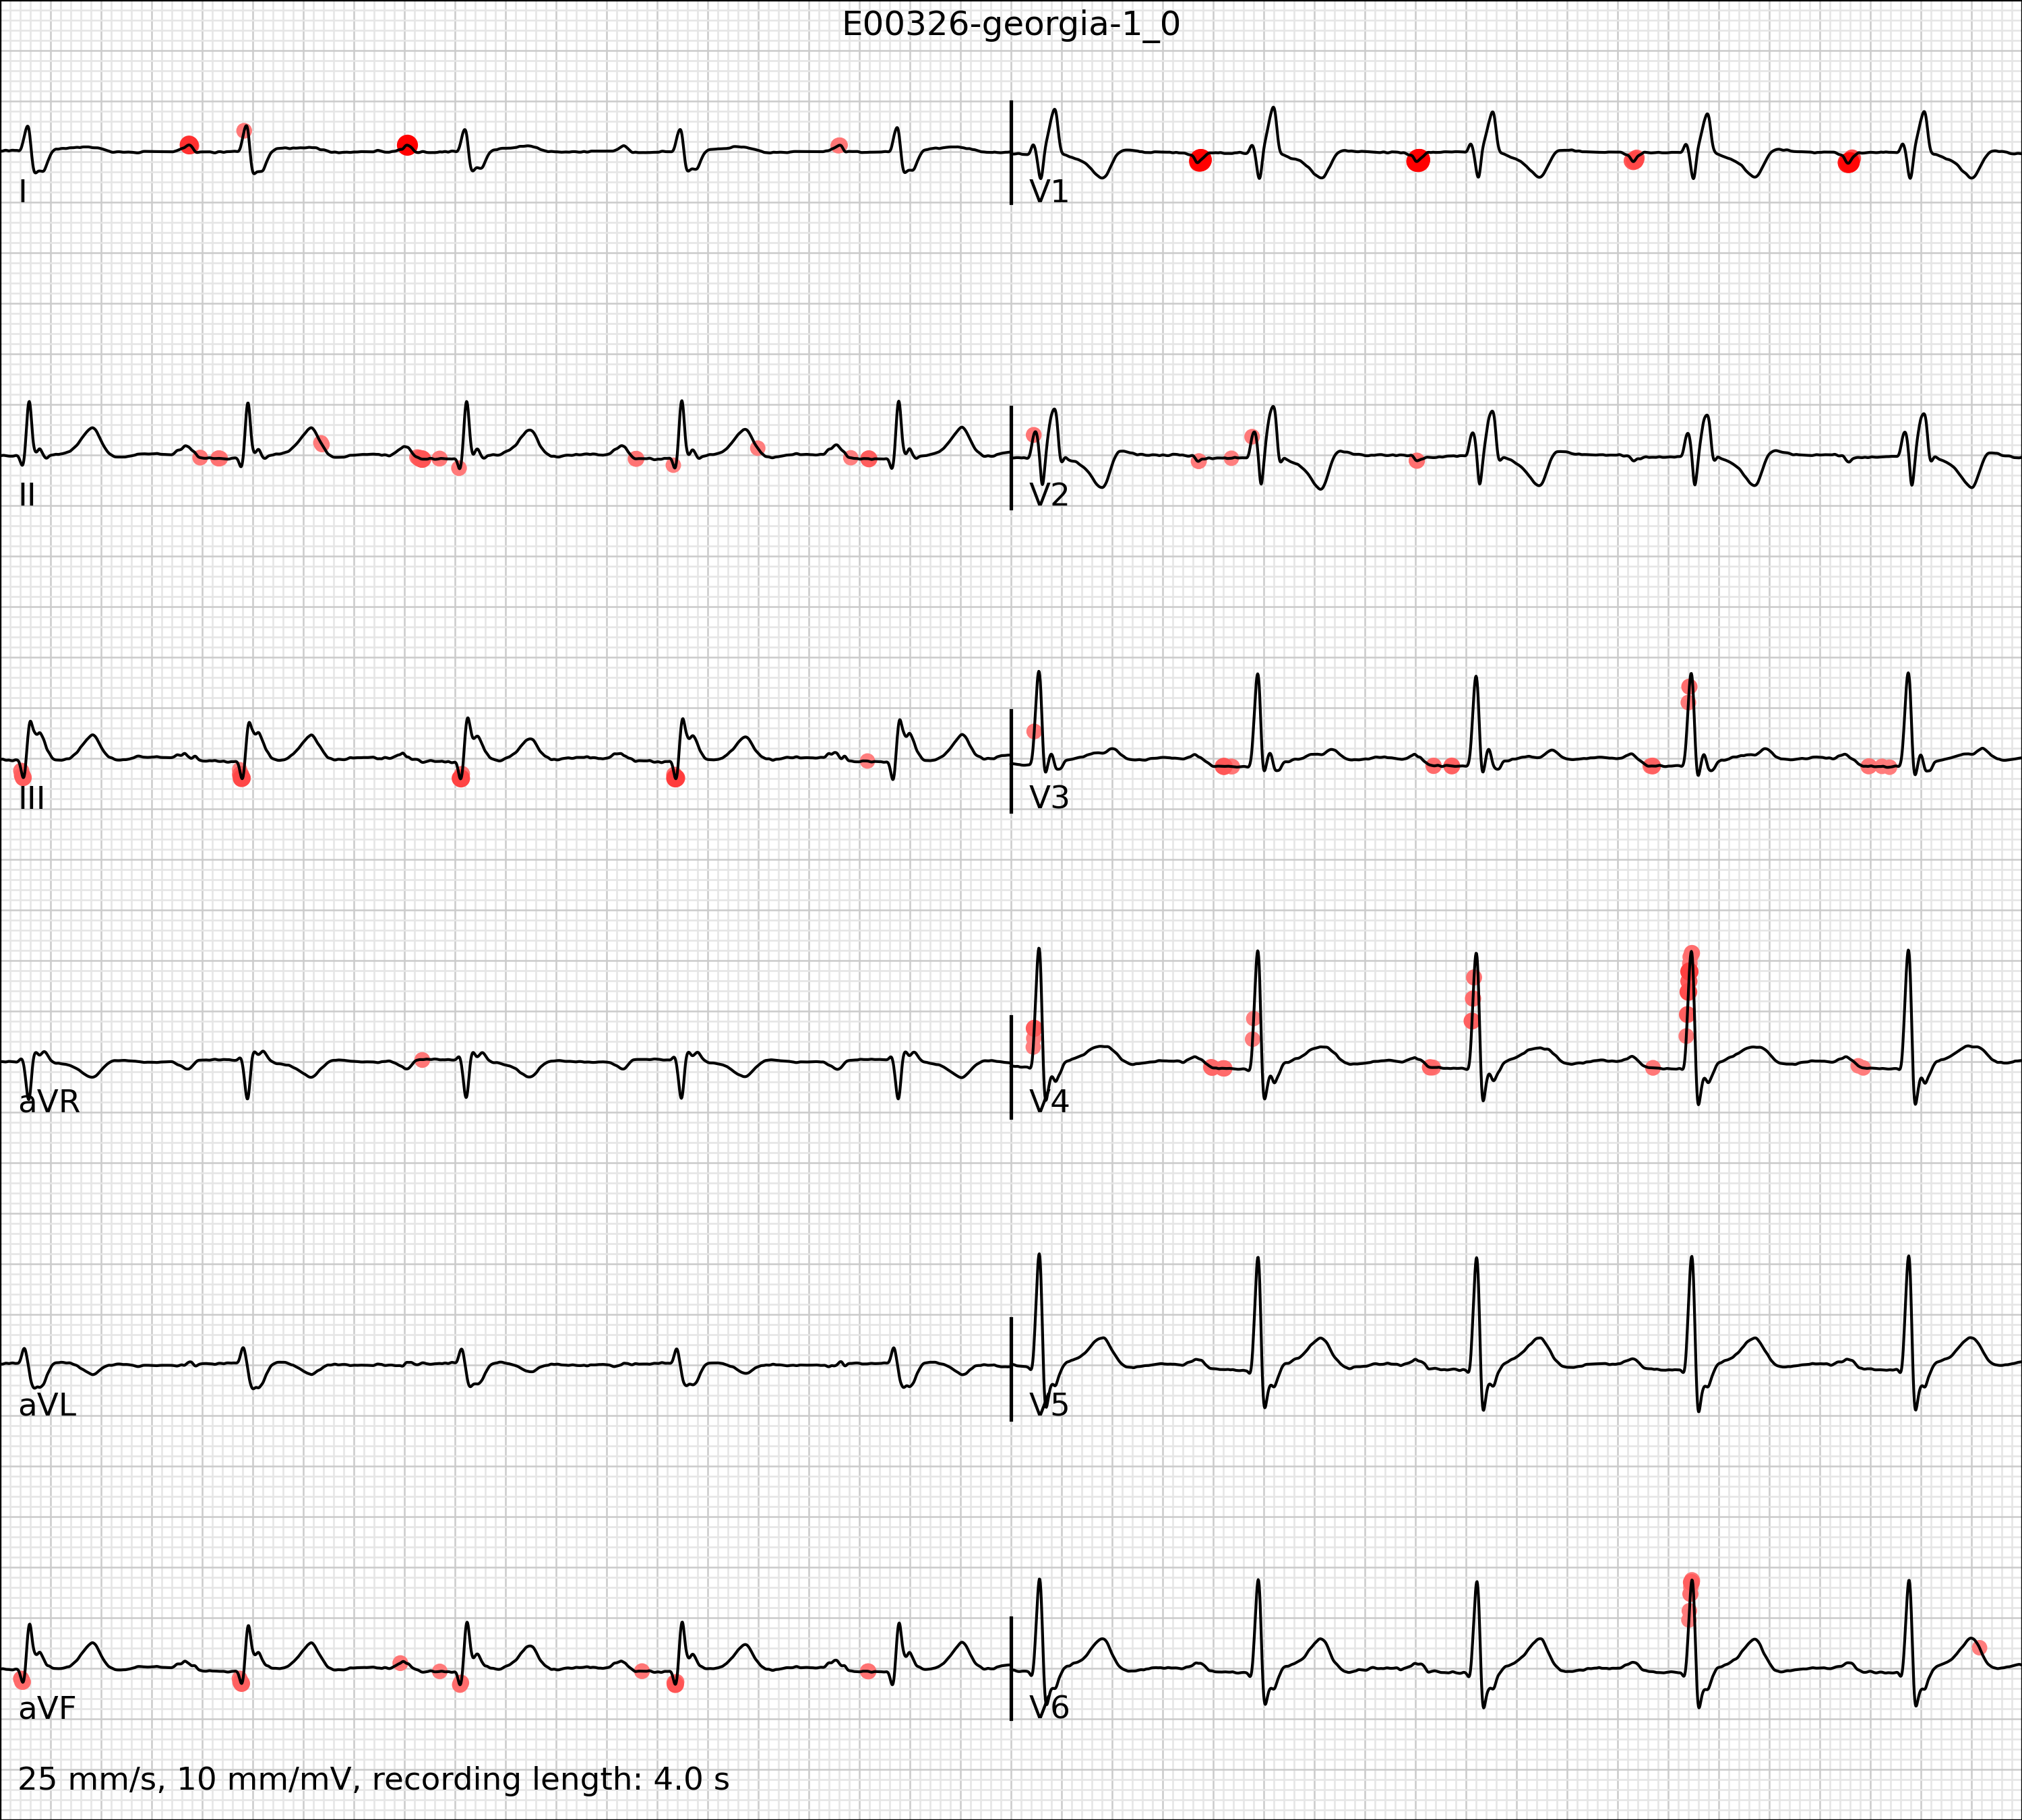 E00326-georgia-1_0
I
V1
II
V2
III
V3
aVR
V4
aVL
V5
aVF
V6
25 mm/s, 10 mm/mV, recording length: 4.0 s